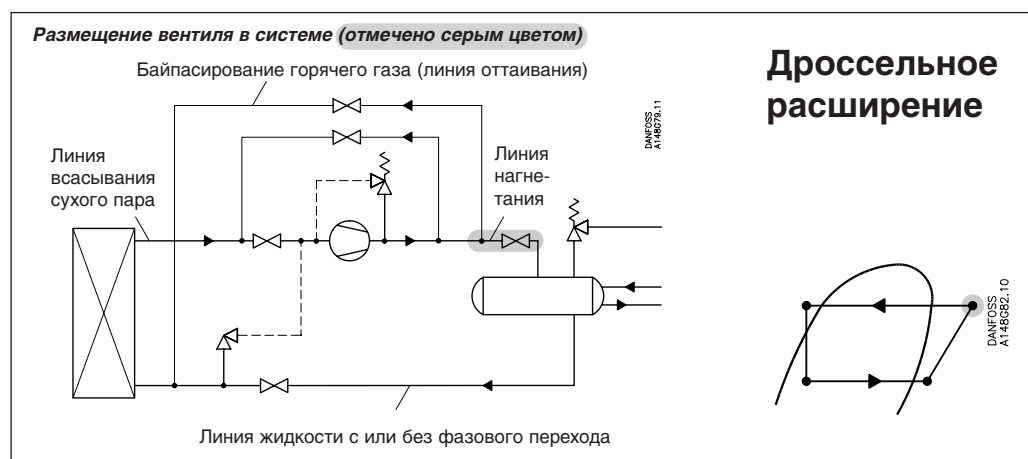 Размещение вентиля в системе (отмечено серым цветом)
Байпасирование горячего газа (линия оттаивания)
Дроссельное
расширение
DANFOSS
A148G79.11
Линия
всасывания
сухого пара
Линия
нагне-
тания
DANFOSS
A148G82.10
Линия жидкости с или без фазового перехода